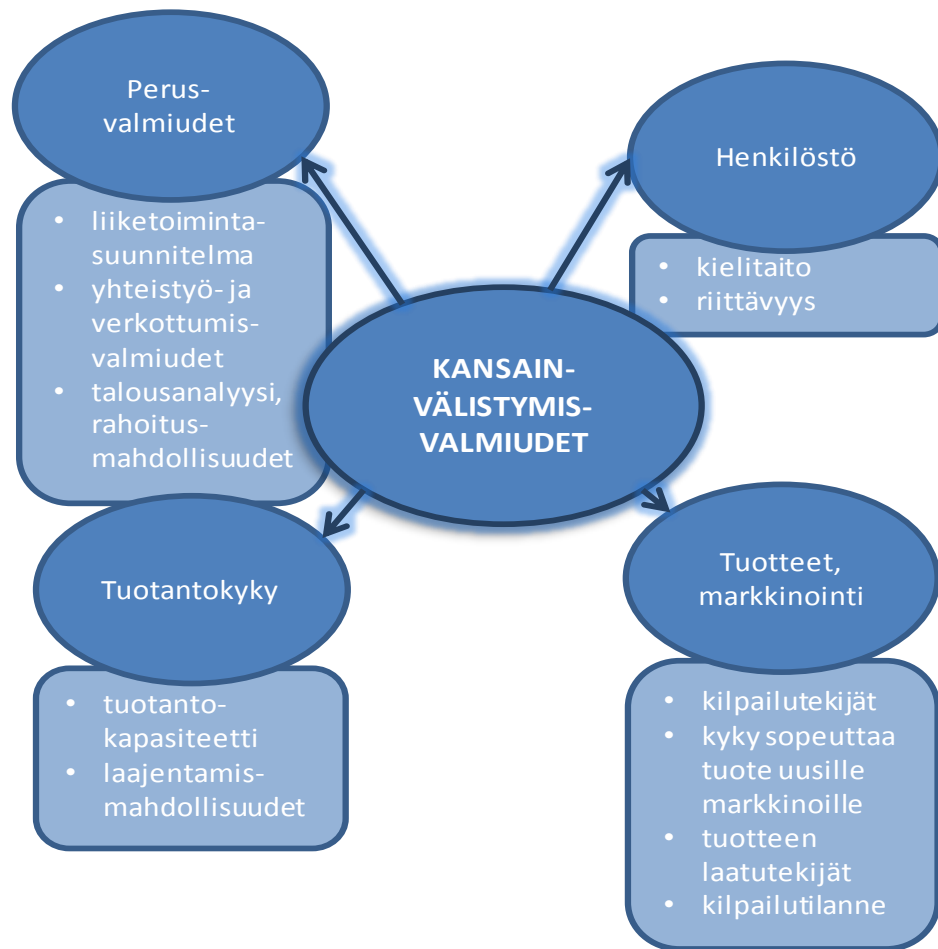 Perus-
valmiudet
• liiketoiminta-
suunnitelma
• yhteistyö- ja
verkottumis-
valmiudet
• talousanalyysi,
rahoitus-
mahdollisuudet
Henkilöstö
• kielitaito
• riittävyys
KANSAIN-
VÄLISTYMIS-
VALMIUDET
Tuotantokyky
• tuotanto-
kapasiteetti
• laajentamis-
mahdollisuudet
Tuotteet,
markkinointi
• kilpailutekijät
• kyky sopeuttaa
tuote uusille
markkinoille
• tuotteen
laatutekijät
• kilpailutilanne